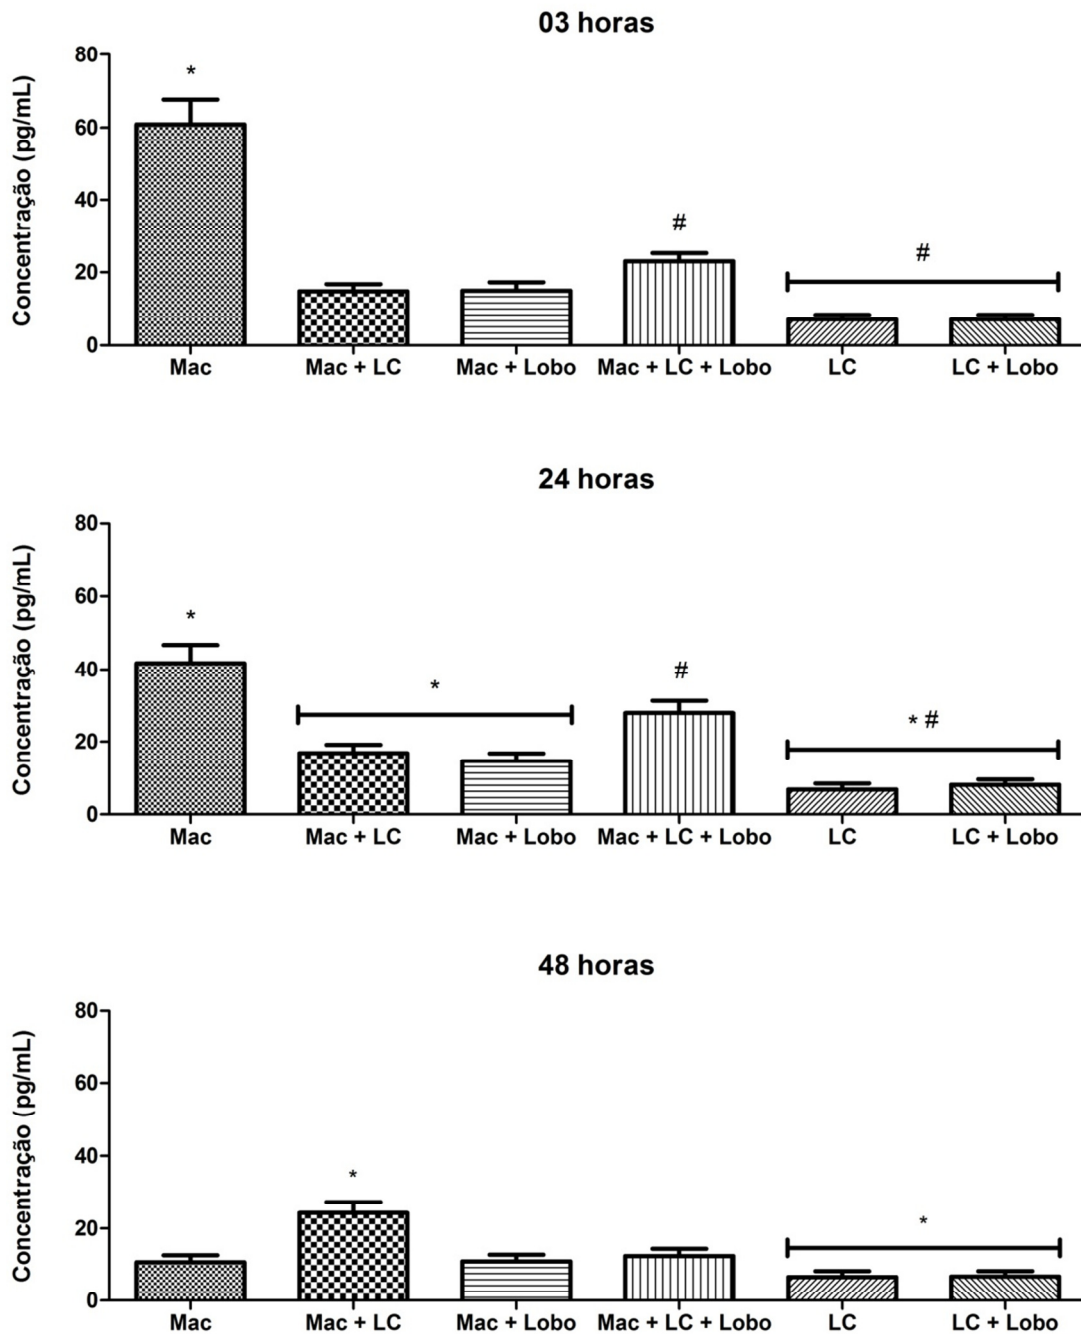 03 horas
Concentração (pg/mL)
80
60
40
20
0
*
#
#
Mac
Mac + LC
Mac + Lobo
Mac + LC + Lobo
LC
LC + Lobo
24 horas
Concentração (pg/mL)
80
60
40
20
0
*
*
#
* #
Mac
Mac + LC
Mac + Lobo
Mac + LC + Lobo
LC
LC + Lobo
48 horas
Concentração (pg/mL)
80
60
40
20
0
*
*
Mac
Mac + LC
Mac + Lobo
Mac + LC + Lobo
LC
LC + Lobo